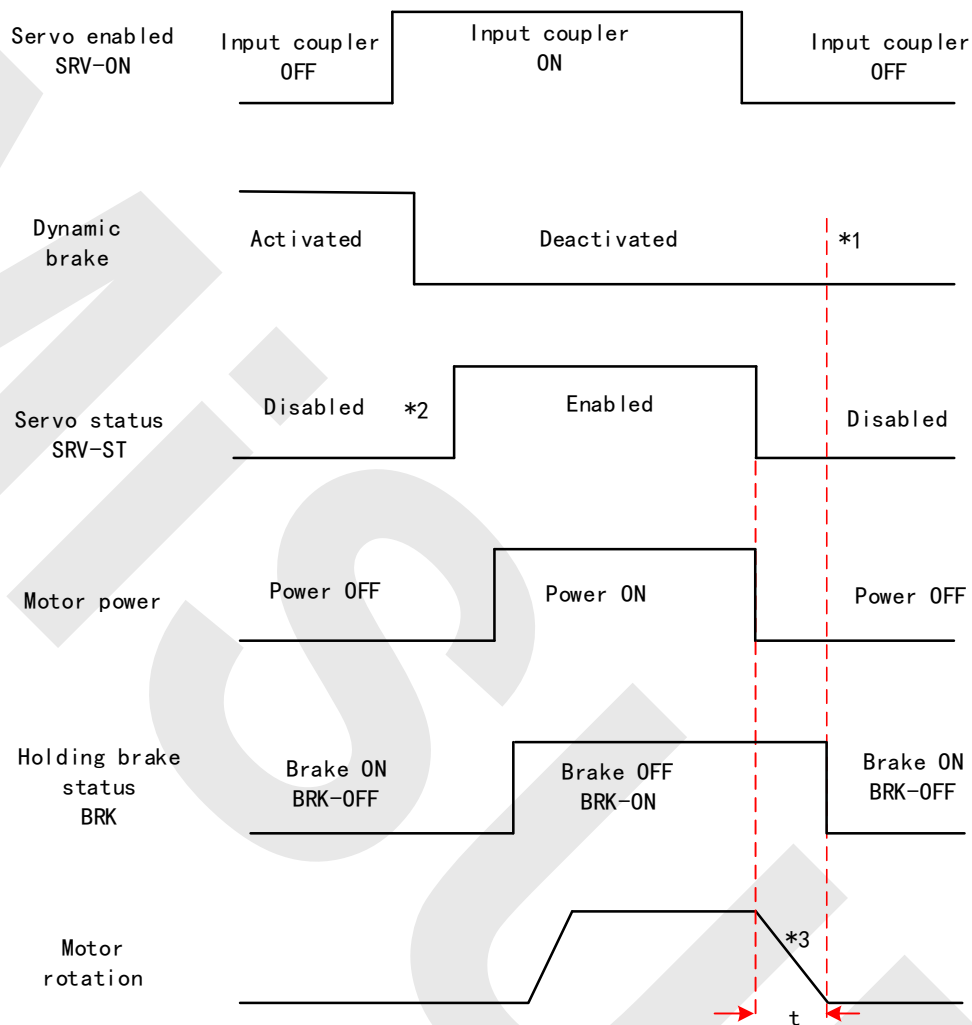 Servo enabled
SRV-ON
Input coupler
OFF
Input coupler
ON
Input coupler
OFF
Dynamic
brake
Activated
Deactivated
*1
Servo status
SRV-ST
Disabled
*2
Enabled
Disabled
Motor power
Power OFF
Power ON
Power OFF
Holding brake
status
BRK
Brake ON
BRK-OFF
Brake OFF
BRK-ON
Brake ON
BRK-OFF
Motor
rotation
*3
t